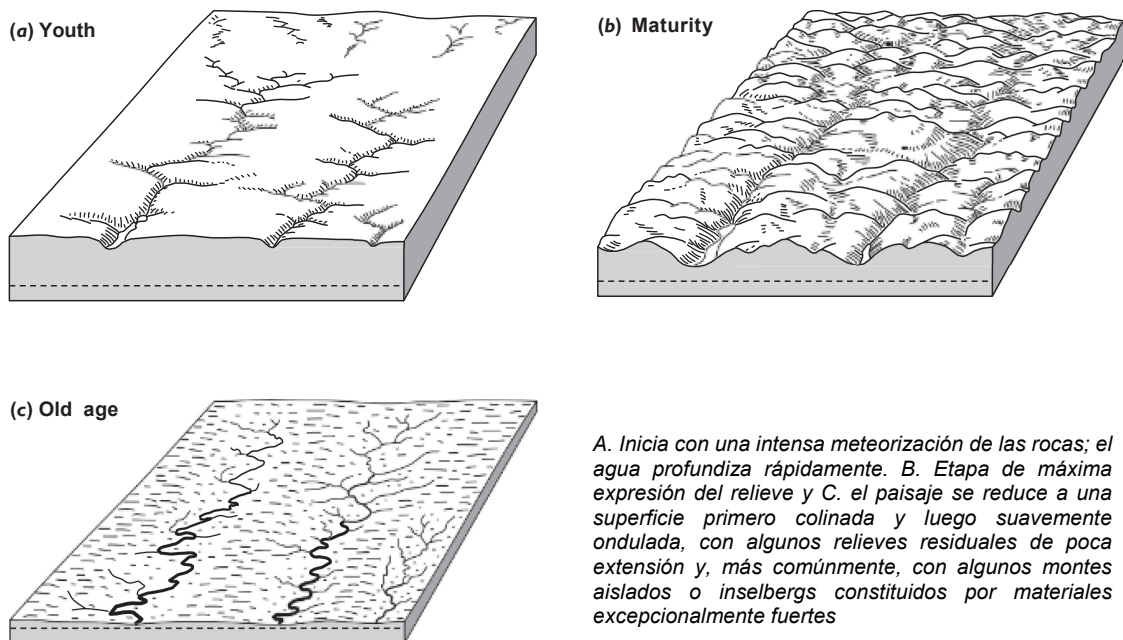 (a) Youth
(b) Maturity
(c) Old age
A. Inicia con una intensa meteorización de las rocas; el
agua profundiza rápidamente. B. Etapa de máxima
expresión del relieve y C. el paisaje se reduce a una
superficie primero colinada y luego suavemente
ondulada, con algunos relieves residuales de poca
extensión y, más comúnmente, con algunos montes
aislados o inselbergs constituidos por materiales
excepcionalmente fuertes